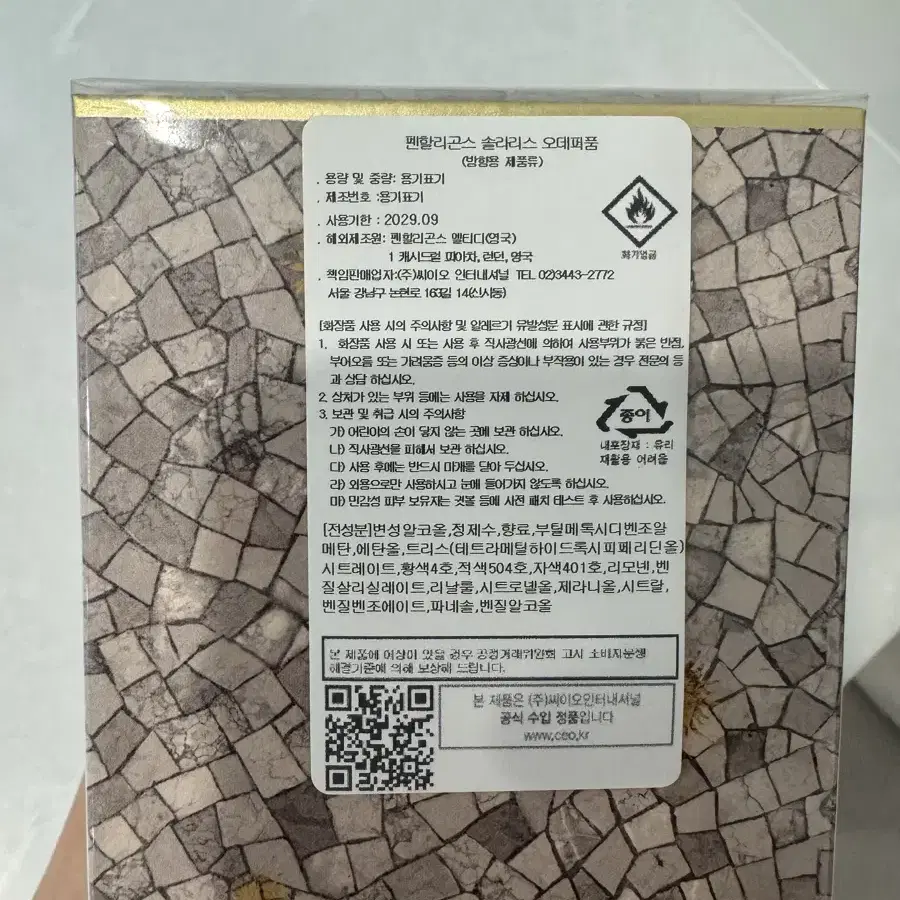 펜할리곤스 솔라리스 오데퍼퓸
(방향용 제품류)
. 용량 및 중량: 용기표기
. 제조번호 :용기표기
. 사용기한 : 2029.09
. 해외제조원: 펜할리곤스 엘티디(영국)
1 캐시드럴 피아차, 런던, 영국
. 책임판매업자:(주)씨이오 인터내셔널 TEL 02)3443-2772
서울 강남구 논현로 163길 14(신사동)
화기엄금
[화장품 사용 시의 주의사항 및 알레르기 유발성분 표시에 관한 규정]
1. 화장품 사용 시 또는 사용 후 직사광선에 의하여 사용부위가 붉은 반점,
부어오름 또는 가려움증 등의 이상 증상이나 부작용이 있는 경우 전문의 등
과 상담 하십시오.
2. 상처가 있는 부위 등에는 사용을 자제 하십시오.
3. 보관 및 취급 시의 주의사항
가) 어린이의 손이 닿지 않는 곳에 보관 하십시오.
나) 직사광선을 피해서 보관 하십시오.
다) 사용 후에는 반드시 마개를 닫아 두십시오.
라) 외용으로만 사용하시고 눈에 들어가지 않도록 하십시오.
마) 민감성 피부 보유자는 귓볼 등에 사전 패치 테스트 후 사용하십시오.
종이
내포장재 : 유리
재활용 어려움
[전성분]변성알코올,정제수,향료,부틸메톡시디벤조일
메탄,에탄올,트리스(테트라메틸하이드록시피페리딘올)
시트레이트,황색4호,적색504호,자색401호,리모넨,벤
질살리실레이트,리날룰,시트로넬올,제라니올,시트랄,
벤질벤조에이트,파네솔,벤질알코올
본 제품에 이상이 있을 경우 공정거래위원회 고시 소비자분쟁
해결기준에 의해 보상해 드립니다.
본 제품은 (주)씨이오인터내셔널
공식 수입 정품입니다
www.ceo.kr